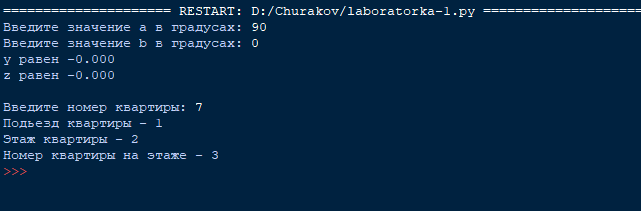 ===================== RESTART: D:/Churakov/laboratorka-1.py ====================
Введите значение a в градусах: 90
Введите значение b в градусах: 0
y равен -0.000
z равен -0.000
Введите номер квартиры: 7
Подьезд квартиры - 1
Этаж квартиры - 2
Номер квартиры на этаже - 3
>>>